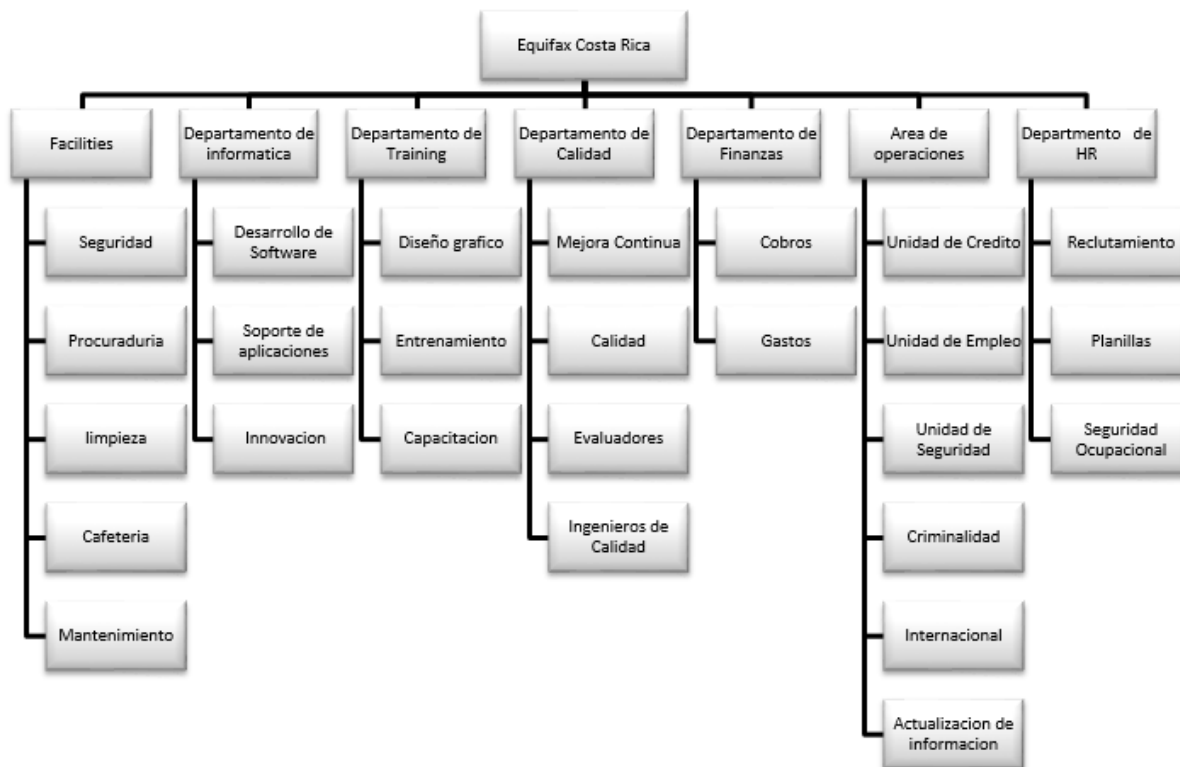 Equifax Costa Rica
Facilities
Departamento de
informatica
Departamento de
Training
Departamento de
Calidad
Departamento de
Finanzas
Area de
operaciones
Departmento de
HR
Seguridad
Desarrollo de
Software
Diseño grafico
Mejora Continua
Cobros
Unidad de Credito
Reclutamiento
Procuraduria
Soporte de
aplicaciones
Entrenamiento
Calidad
Gastos
Unidad de Empleo
Planillas
limpieza
Innovacion
Capacitacion
Evaluadores
Unidad de
Seguridad
Seguridad
Ocupacional
Cafeteria
Ingenieros de
Calidad
Criminalidad
Mantenimiento
Internacional
Actualizacion de
informacion